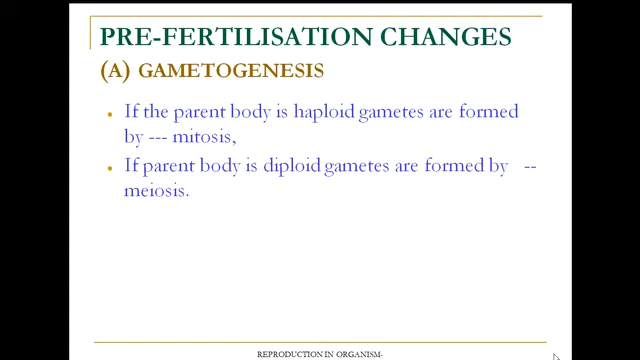 PRE-FERTILISATION CHANGES
(A) GAMETOGENESIS
If the parent body is haploid gametes are formed
by --- mitosis,
If parent body is diploid gametes are formed by --
meiosis.
REPRODUCTION IN ORGANISM-